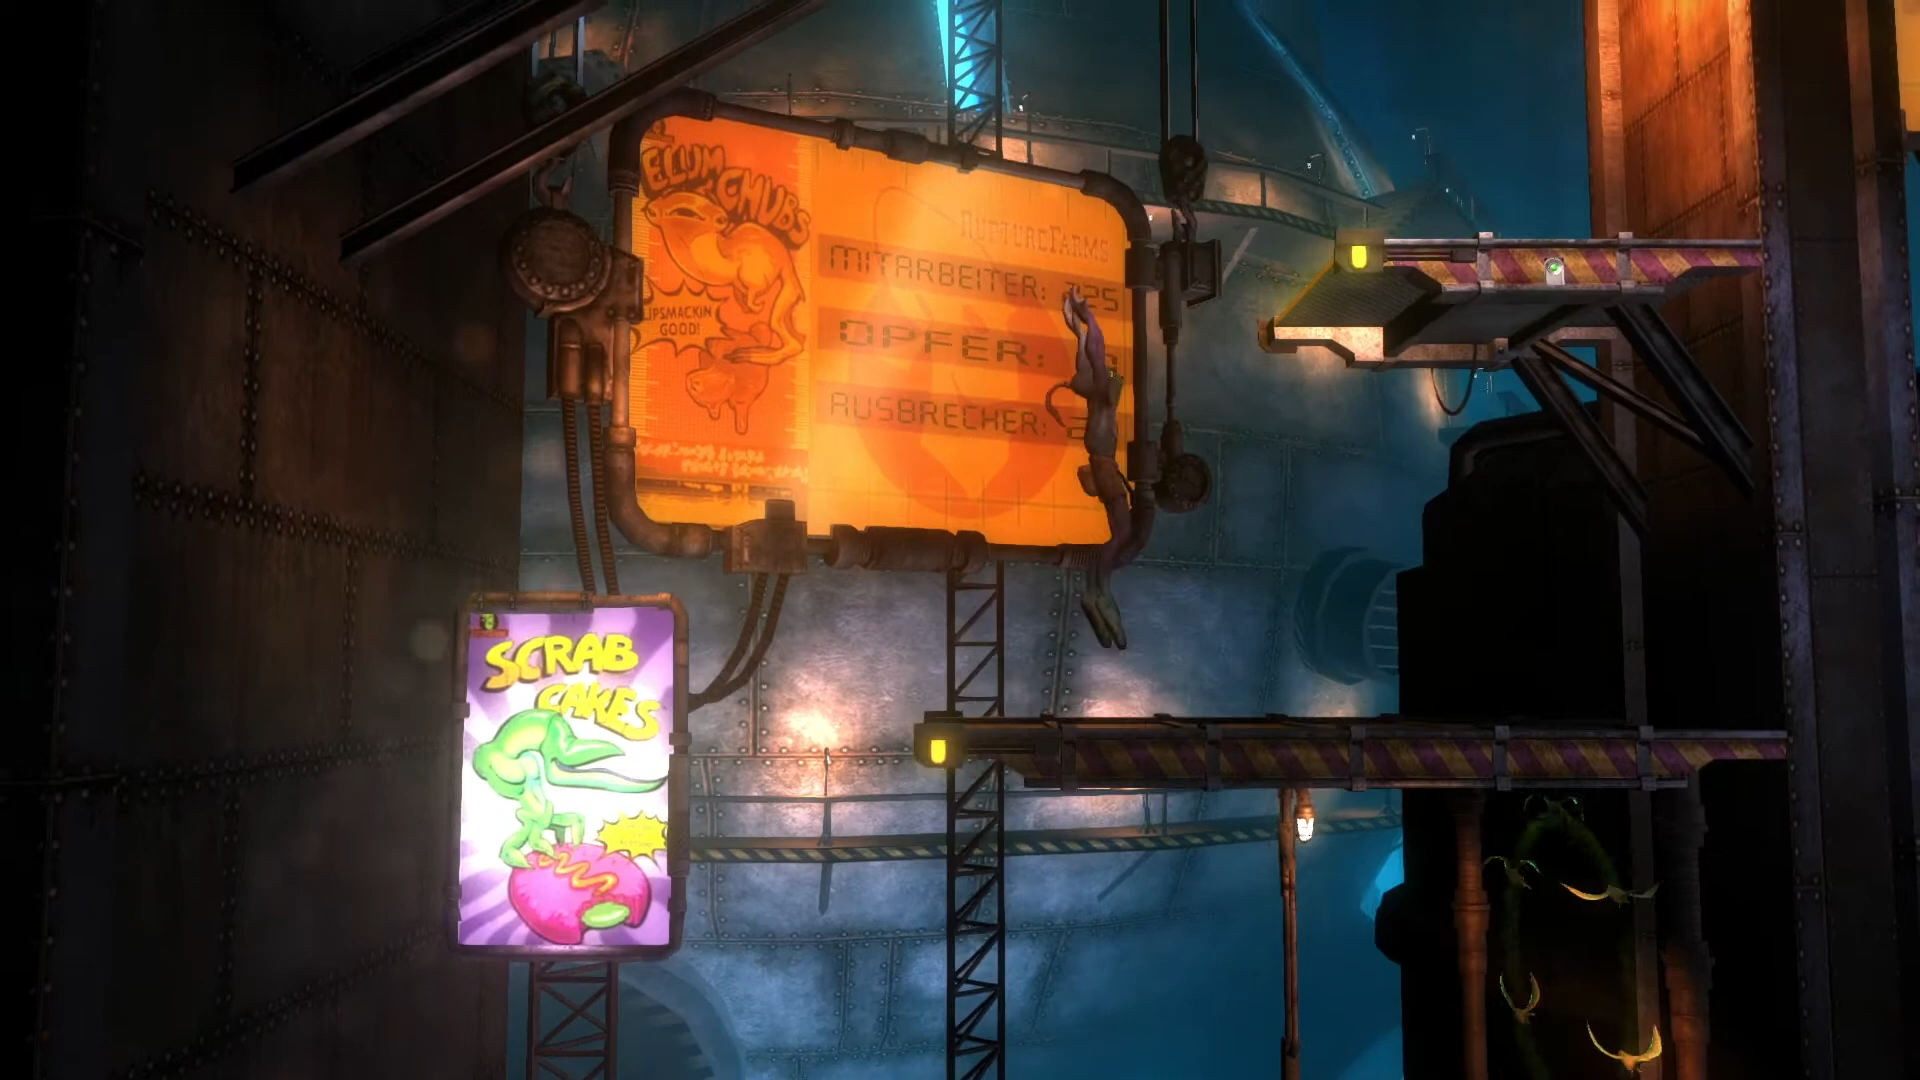 ELUM
CHUBS
LIPSMACKIN
GOOD!
RUPTUREFARMS
MITARBEITER:
OPFER:
AUSBRECHER:
SCRAB
CAKES